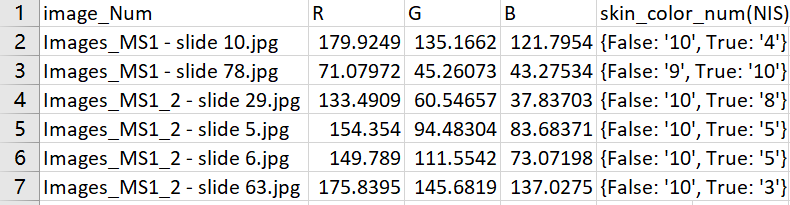 1 image_Num R G B skin_color_num(NIS)
2 Images_MS1 - slide 10.jpg 179.9249 135.1662 121.7954 {False: '10', True: '4'}
3 Images_MS1 - slide 78.jpg 71.07972 45.26073 43.27534 {False: '9', True: '10'}
4 Images_MS1_2 - slide 29.jpg 133.4909 60.54657 37.83703 {False: '10', True: '8'}
5 Images_MS1_2 - slide 5.jpg 154.354 94.48304 83.68371 {False: '10', True: '5'}
6 Images_MS1_2 - slide 6.jpg 149.789 111.5542 73.07198 {False: '10', True: '5'}
7 Images_MS1_2 - slide 63.jpg 175.8395 145.6819 137.0275 {False: '10', True: '3'}